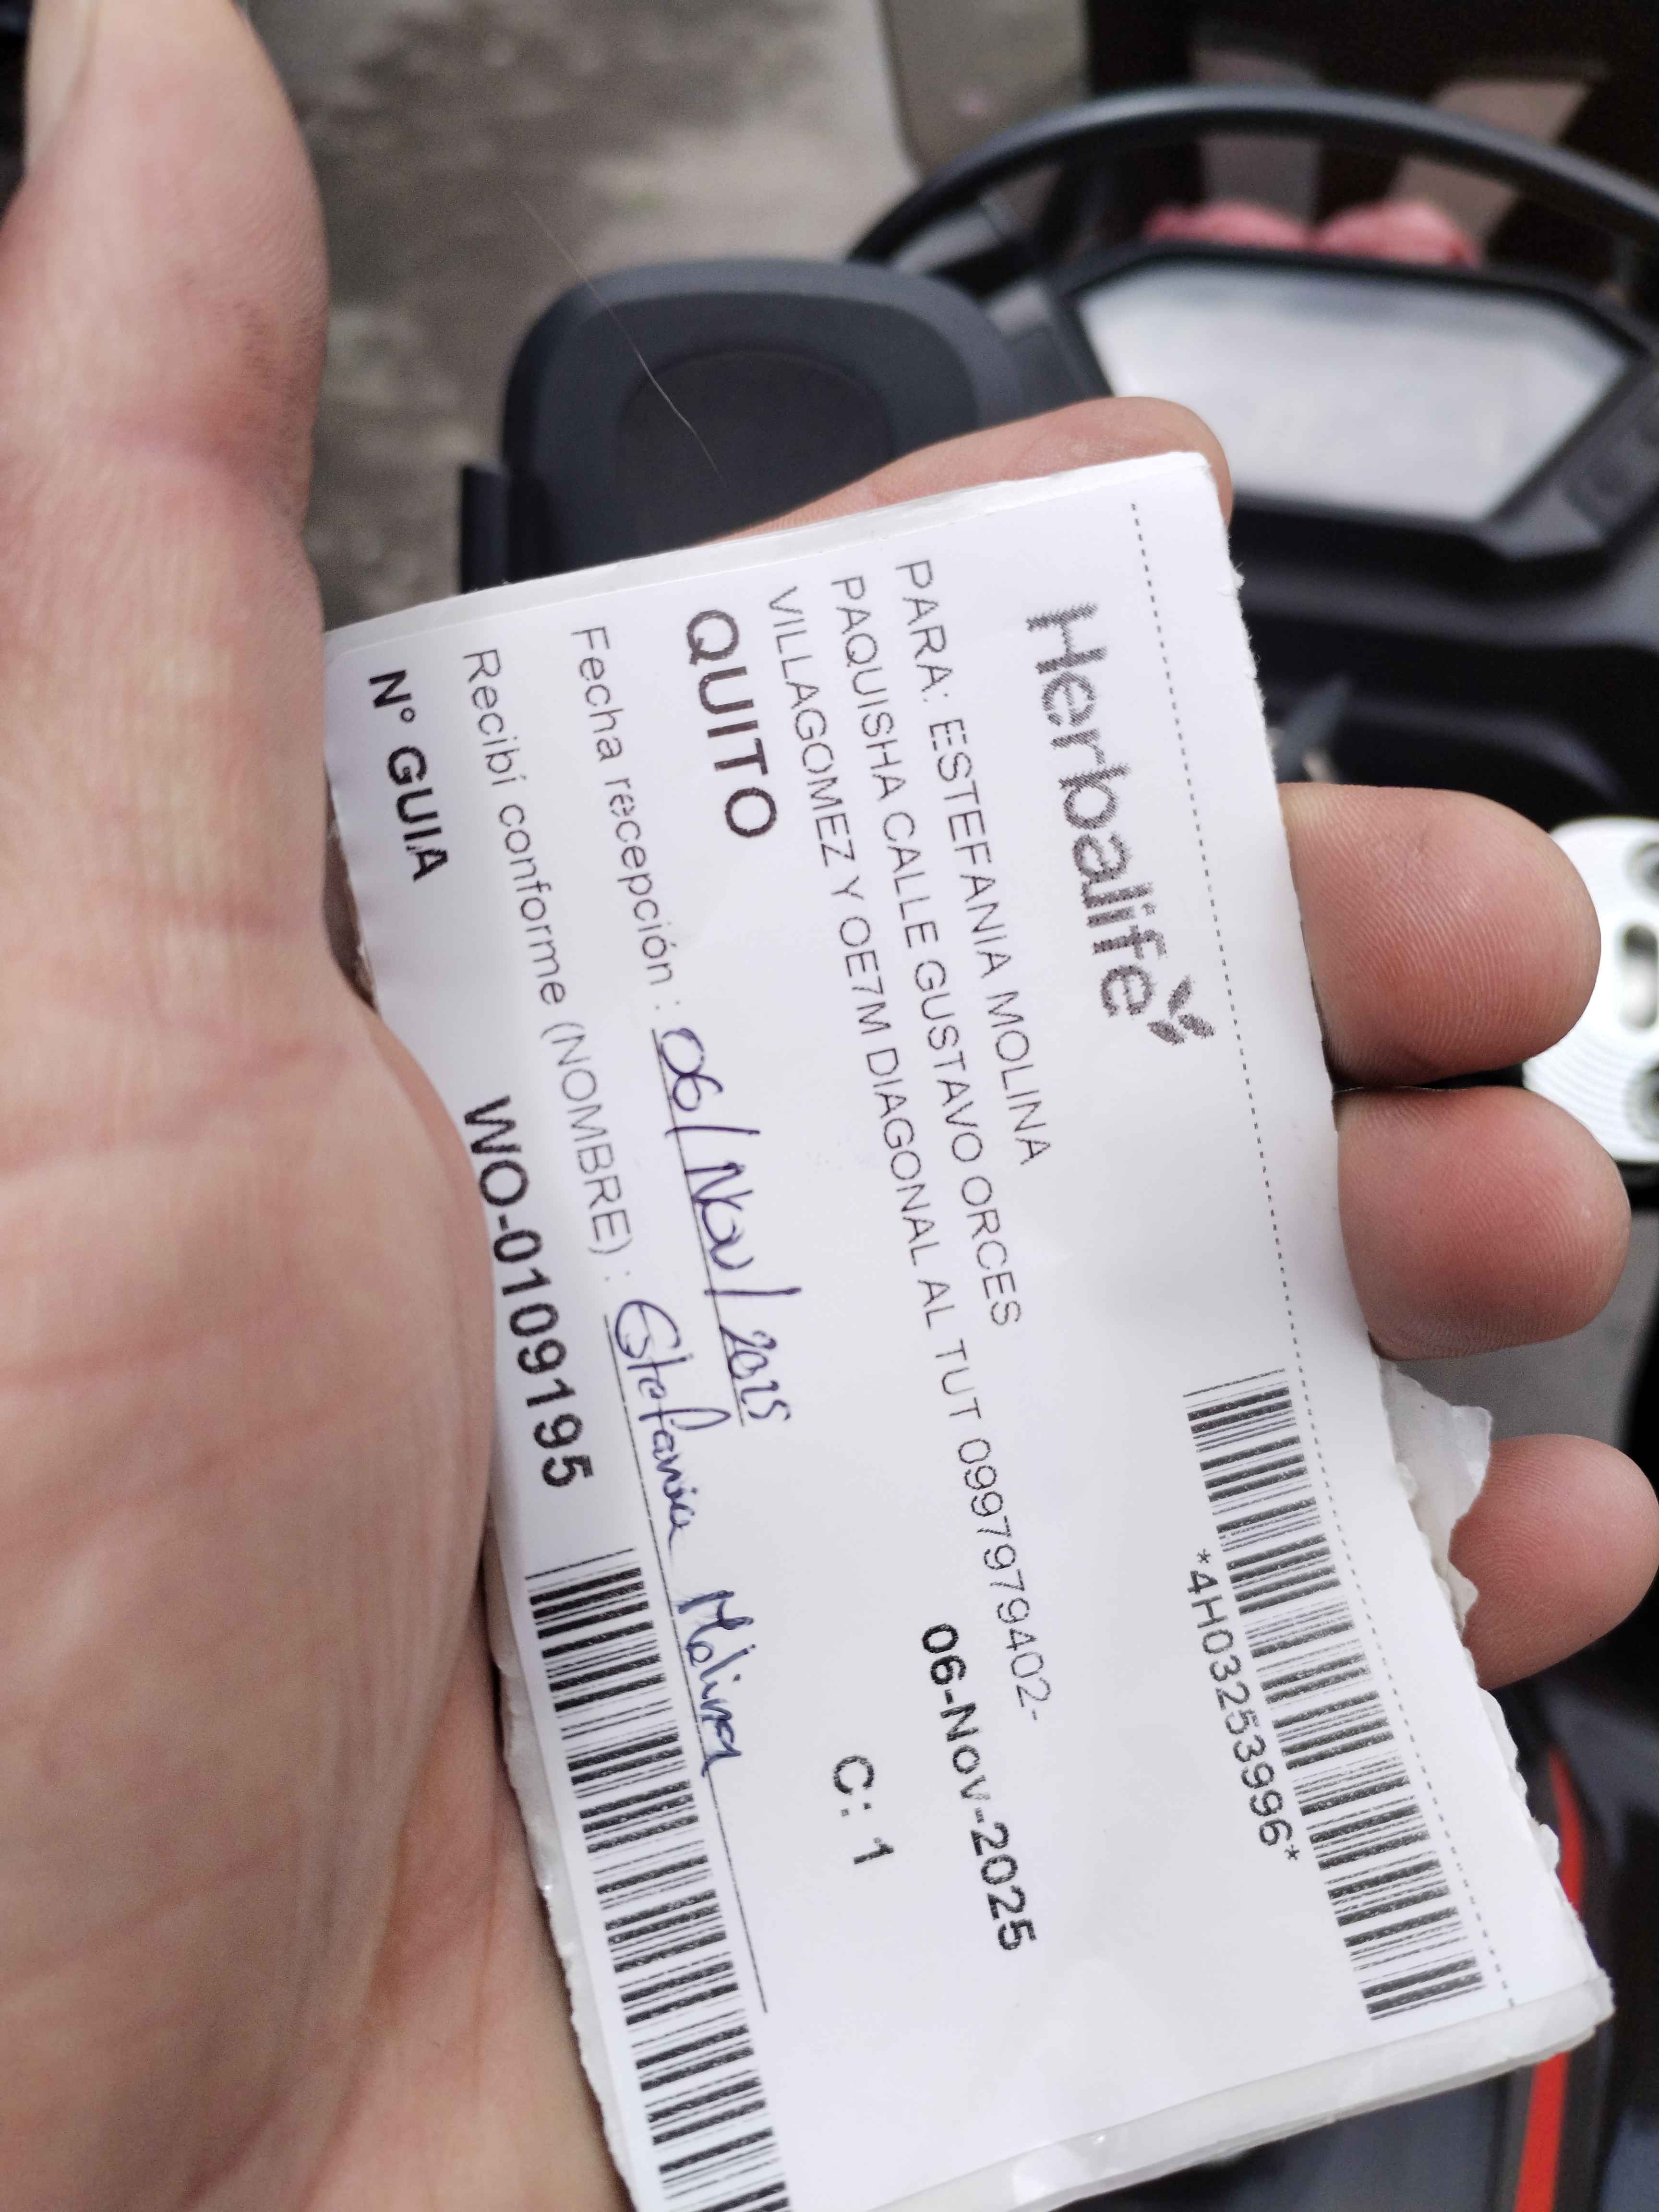 Herbalife
*4H03253996*
PARA: ESTEFANIA MOLINA
PAQUISHA CALLE GUSTAVO ORCES
VILLAGOMEZ Y OE7M DIAGONAL AL TUT 0997979402-
06-Nov-2025
QUITO
C: 1
Fecha recepción : 06/Nov/2025
Recibí conforme (NOMBRE) : Estefania Molina
N° GUIA WO-0109195